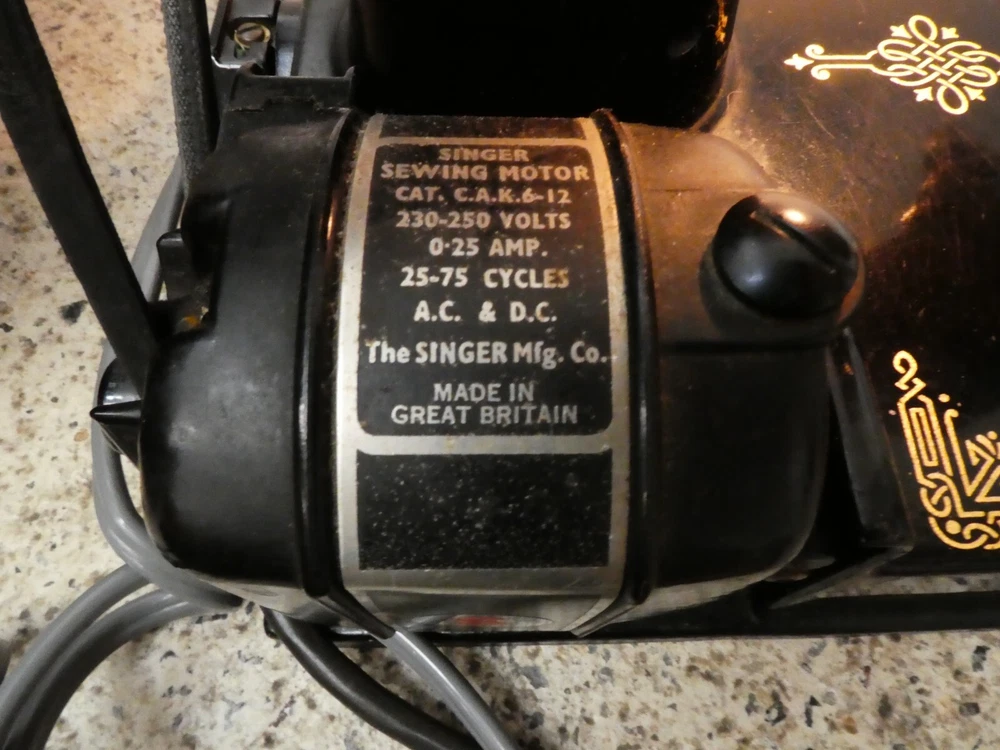 SINGER
SEWING MOTOR
CAT. C.A.K.6-12
230-250 VOLTS
0·25 AMP.
25-75 CYCLES
A.C. & D.C.
The SINGER Mfg. Co.
MADE IN
GREAT BRITAIN